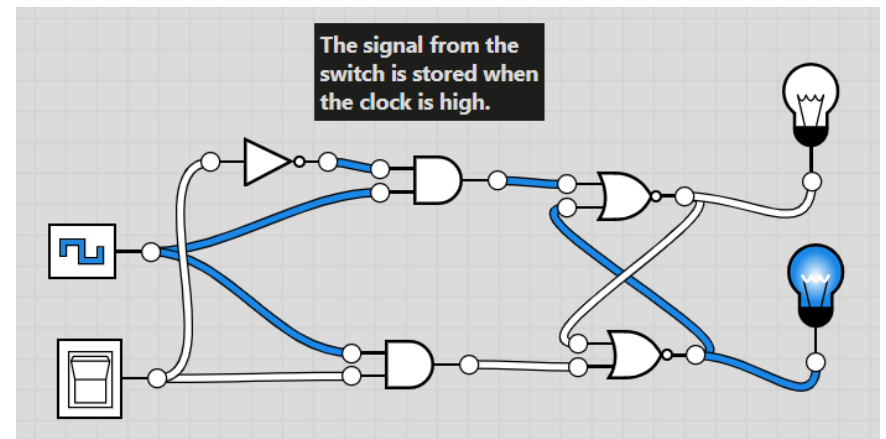 The signal from the
switch is stored when
the clock is high.